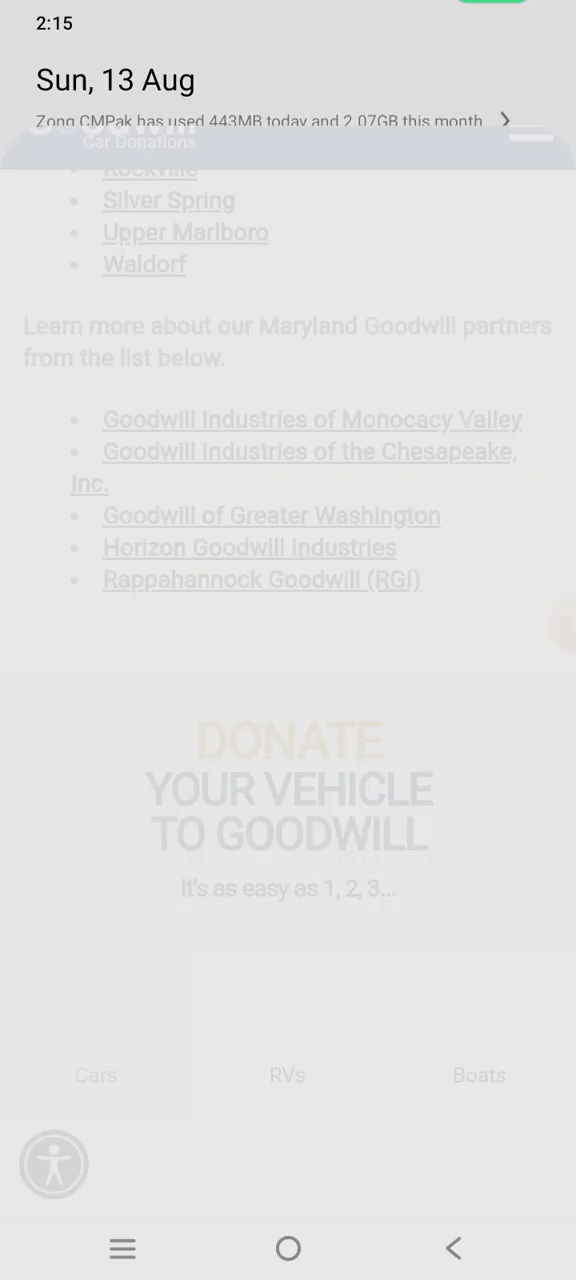 2:15
Sun, 13 Aug
Zong CMPak has used 443MB today and 2.07GB this month
Goodwill
Car Donations
Rockville
Silver Spring
Upper Marlboro
Waldorf
Learn more about our Maryland Goodwill partners
from the list below.
Goodwill Industries of Monocacy Valley
Goodwill Industries of the Chesapeake,
Inc.
Goodwill of Greater Washington
Horizon Goodwill Industries
Rappahannock Goodwill (RGI)
DONATE
YOUR VEHICLE
TO GOODWILL
It's as easy as 1, 2, 3...
Cars RVs Boats